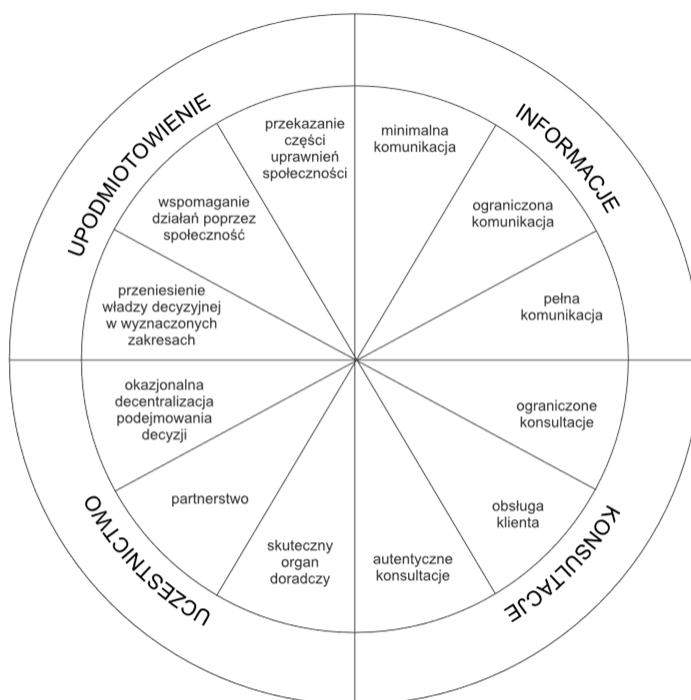 INFORMACJE
minimalna
komunikacja
ograniczona
komunikacja
pełna
komunikacja
KONSULTACJE
ograniczone
konsultacje
obsługa
klienta
autentyczne
konsultacje
UCZESTNICTWO
skuteczny
organ
doradczy
partnerstwo
okazjonalna
decentralizacja
podejmowania
decyzji
UPODMIOTOWIENIE
przeniesienie
władzy decyzyjnej
w wyznaczonych
zakresach
wspomaganie
działań poprzez
społeczność
przekazanie
części
uprawnień
społeczności